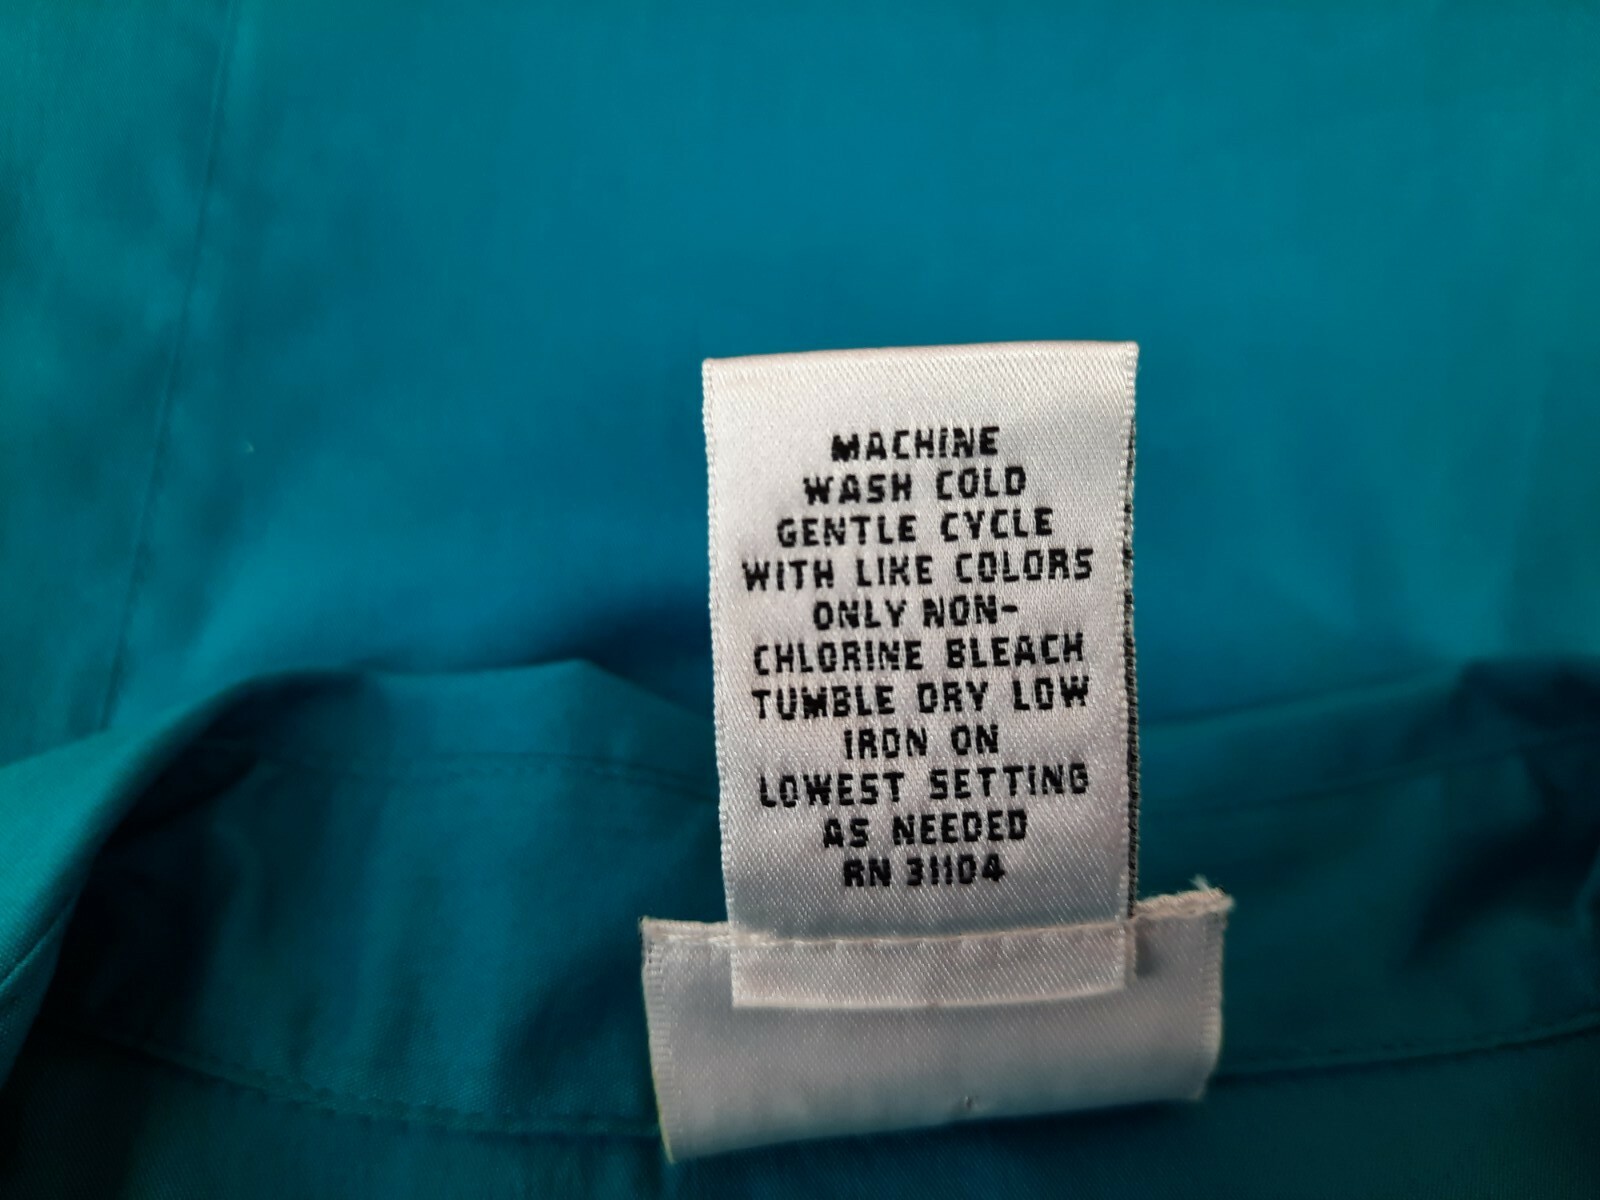 MACHINE
WASH COLD
GENTLE CYCLE
WITH LIKE COLORS
ONLY NON-
CHLORINE BLEACH
TUMBLE DRY LOW
IRON ON
LOWEST SETTING
AS NEEDED
RN 31104